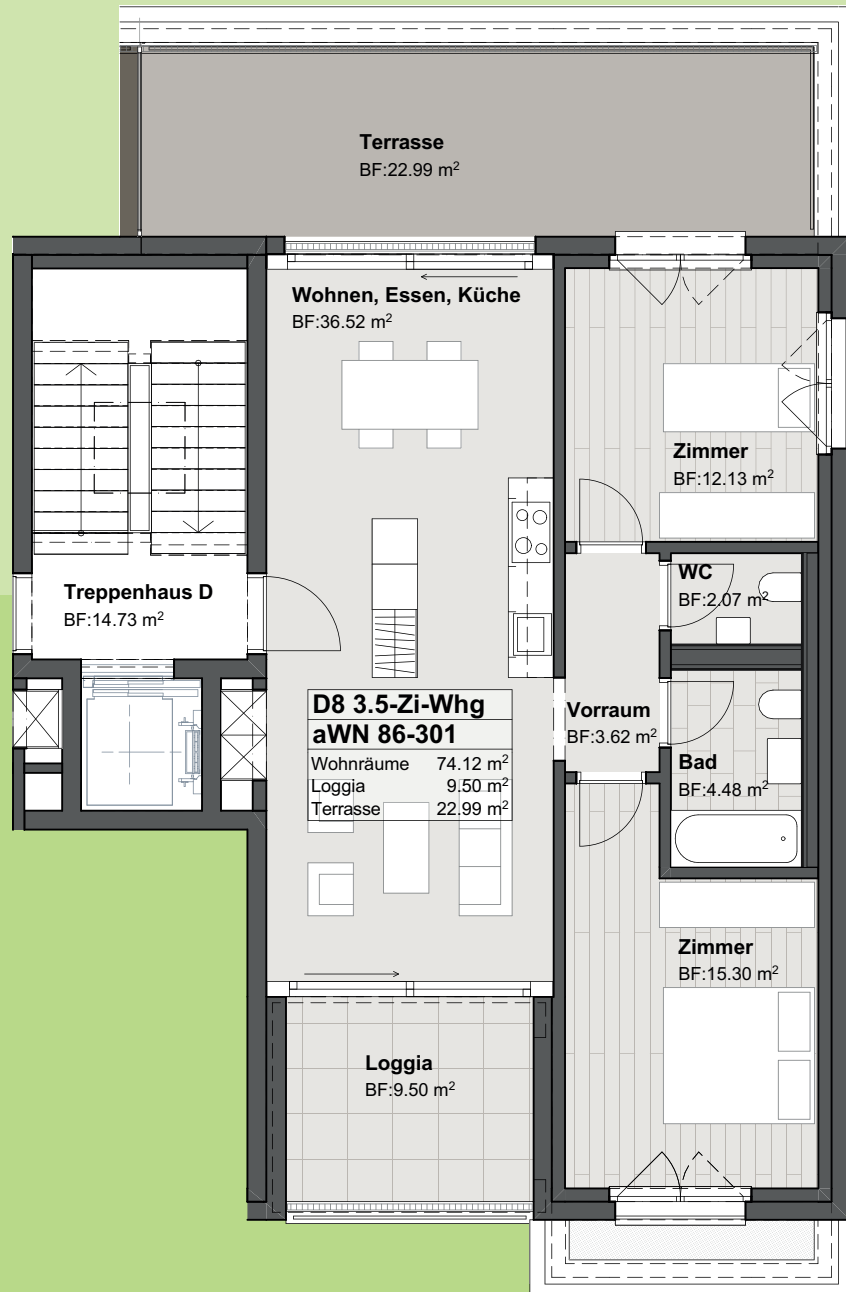 Terrasse
BF:22.99 m²
Wohnen, Essen, Küche
BF:36.52 m²
Zimmer
BF:12.13 m²
Treppenhaus D
BF:14.73 m²
WC
BF:2.07 m²
D8 3.5-Zi-Whg
aWN 86-301
Wohnräume 74.12 m²
Loggia 9.50 m²
Terrasse 22.99 m²
Vorraum
BF:3.62 m²
Bad
BF:4.48 m²
Zimmer
BF:15.30 m²
Loggia
BF:9.50 m²